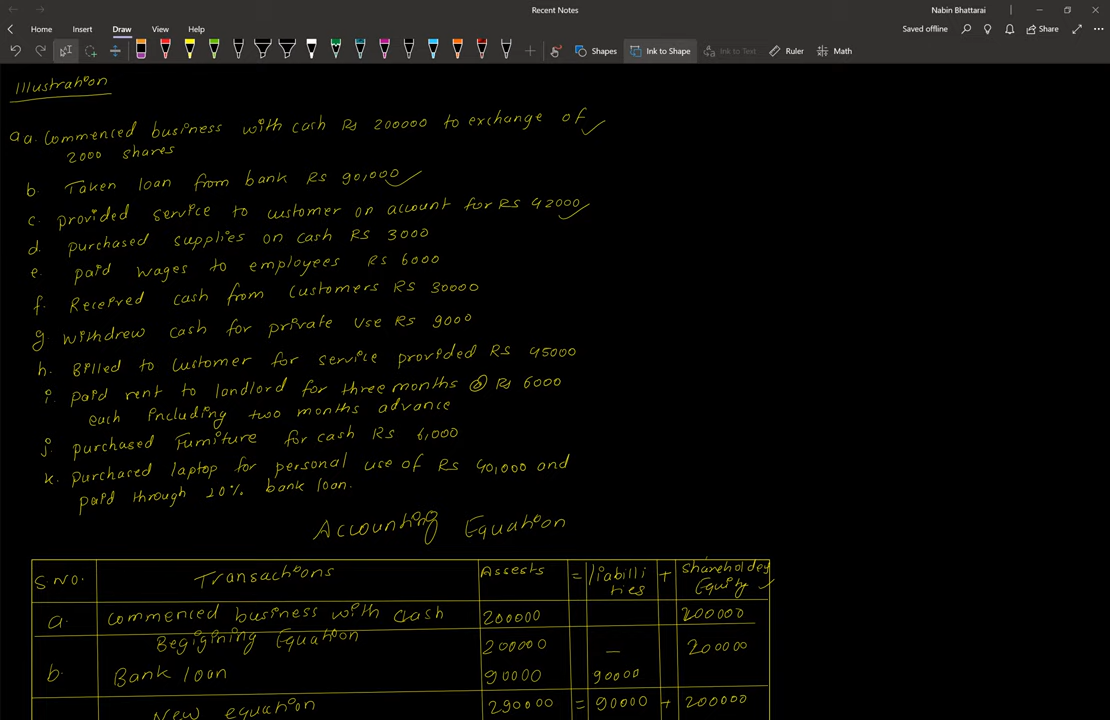 Recent Notes
Nabin Bhattarai
Home Insert Draw View Help
Saved offline
Share
Shapes
Ink to Shape
Ink to Text
Ruler
Math
Illustration
a a. Commenced business with cash Rs 200000 to exchange of
2000 shares
b. Taken loan from bank Rs 90,000
c. provided service to customer on account for Rs 42000
d. purchased supplies on cash Rs 3000
e. paid wages to employees Rs 6000
f. Received cash from Customers Rs 30000
g. withdrew cash for private use Rs 9000
h. Billed to Customer for service provided Rs 45000
i. paid rent to landlord for three months @ Rs 6000
each including two months advance
j. purchased Furniture for cash Rs 6,000
k. purchased laptop for personal use of Rs 40,000 and
paid through 20% bank loan.
Accounting Equation
S.NO. Transactions Assests = liabilli + shareholdey
ties Equity
a. Commenced business with cash 200000 200000
Begigining Equation 200000 — 200000
b. Bank loan 90000 90000
New equation 290000 = 90000 + 200000